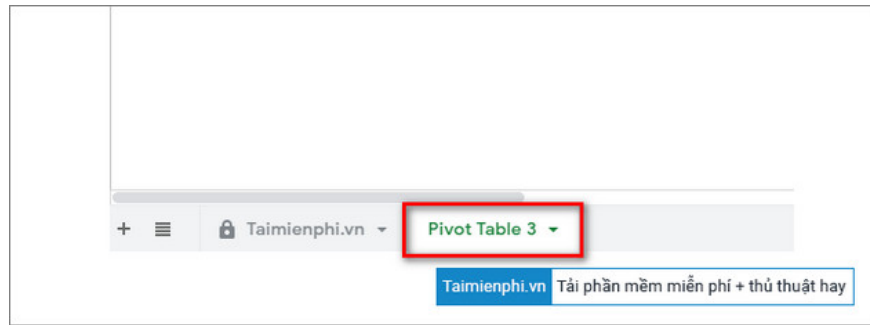 Taimienphi.vn Pivot Table 3
Taimienphi.vn Tải phần mềm miễn phí + thủ thuật hay